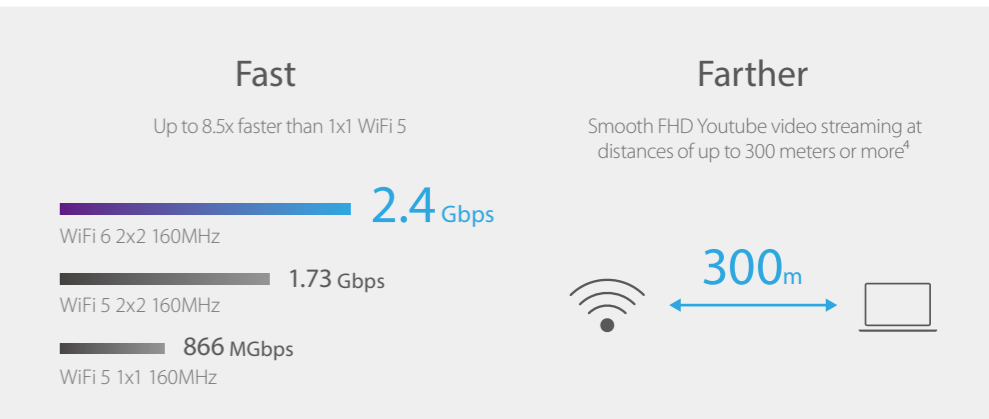 Fast
Up to 8.5x faster than 1x1 WiFi 5
2.4 Gbps
WiFi 6 2x2 160MHz
1.73 Gbps
WiFi 5 2x2 160MHz
866 MGbps
WiFi 5 1x1 160MHz
Farther
Smooth FHD Youtube video streaming at
distances of up to 300 meters or more⁴
300m